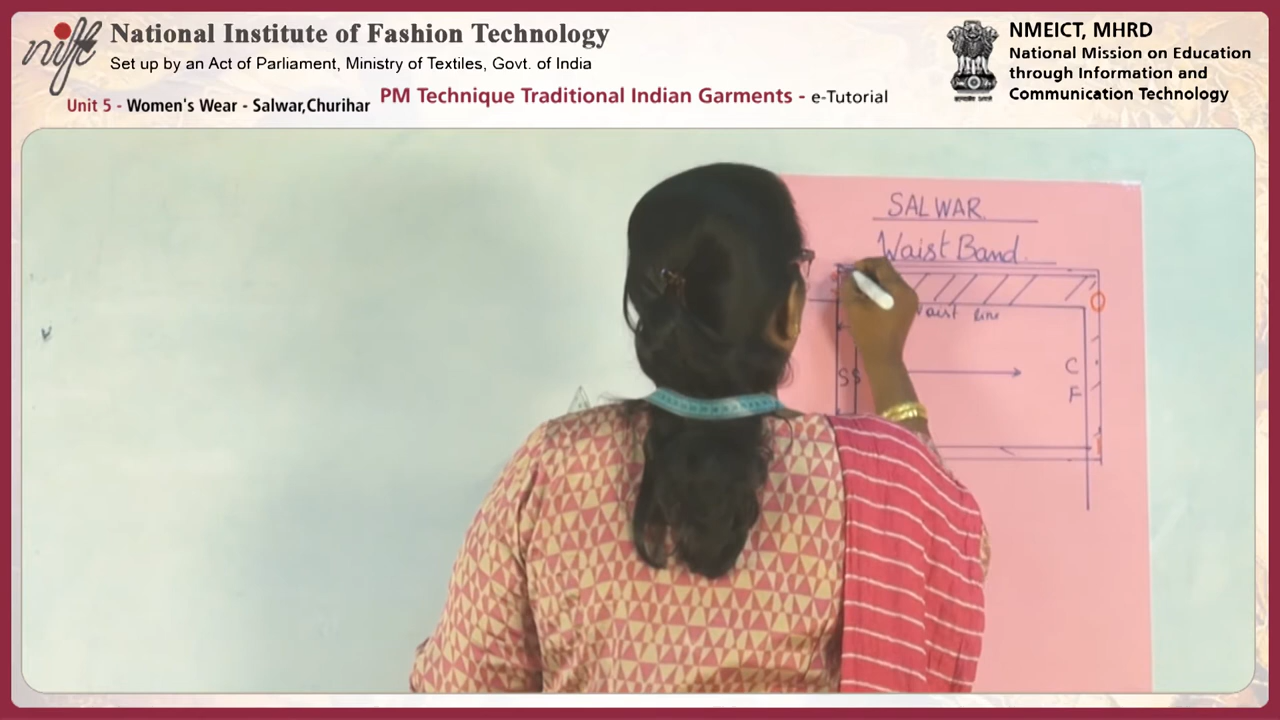 nift
National Institute of Fashion Technology
Set up by an Act of Parliament, Ministry of Textiles, Govt. of India
Unit 5 - Women's Wear - Salwar,Churihar
PM Technique Traditional Indian Garments - e-Tutorial
NMEICT, MHRD
National Mission on Education
through Information and
Communication Technology
SALWAR
Waist Band
line
SS
C
F